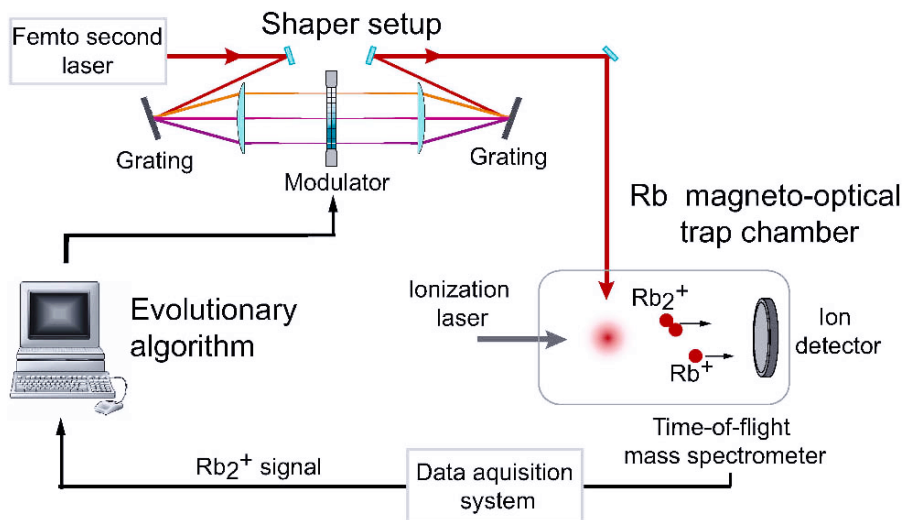 Shaper setup
Femto second
laser
Grating
Grating
Modulator
Rb magneto-optical
trap chamber
Ionization
laser
Rb2+
Rb+
Ion
detector
Evolutionary
algorithm
Time-of-flight
mass spectrometer
Rb2+ signal
Data aquisition
system